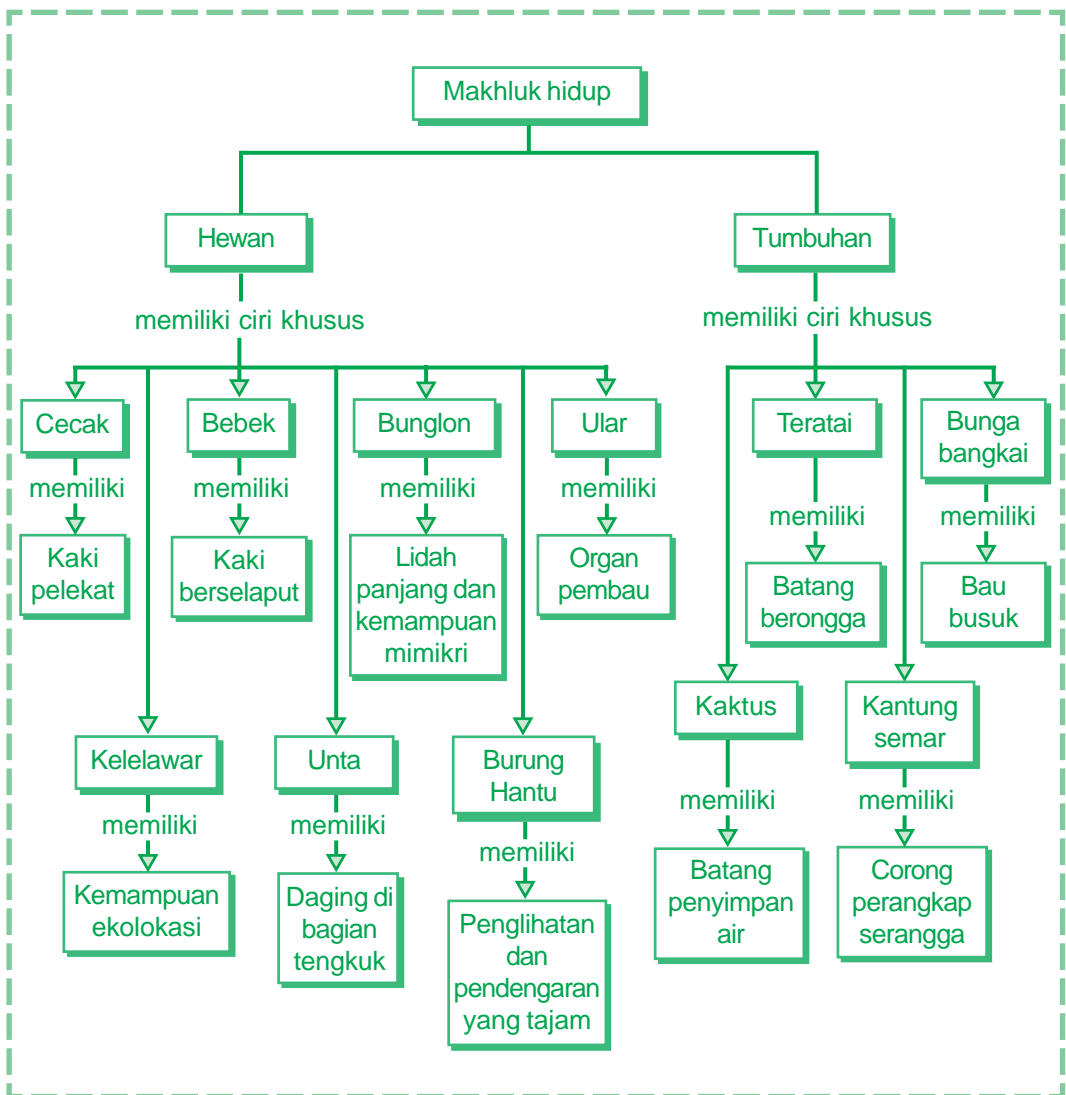 Makhluk hidup
Hewan
Tumbuhan
memiliki ciri khusus
memiliki ciri khusus
Cecak
Bebek
Bunglon
Ular
Teratai
Bunga
bangkai
memiliki
memiliki
memiliki
memiliki
memiliki
memiliki
Kaki
pelekat
Kaki
berselaput
Lidah
panjang dan
kemampuan
mimikri
Organ
pembau
Batang
berongga
Bau
busuk
Kelelawar
Unta
Burung
Hantu
Kaktus
Kantung
semar
memiliki
memiliki
memiliki
memiliki
memiliki
Kemampuan
ekolokasi
Daging di
bagian
tengkuk
Penglihatan
dan
pendengaran
yang tajam
Batang
penyimpan
air
Corong
perangkap
serangga